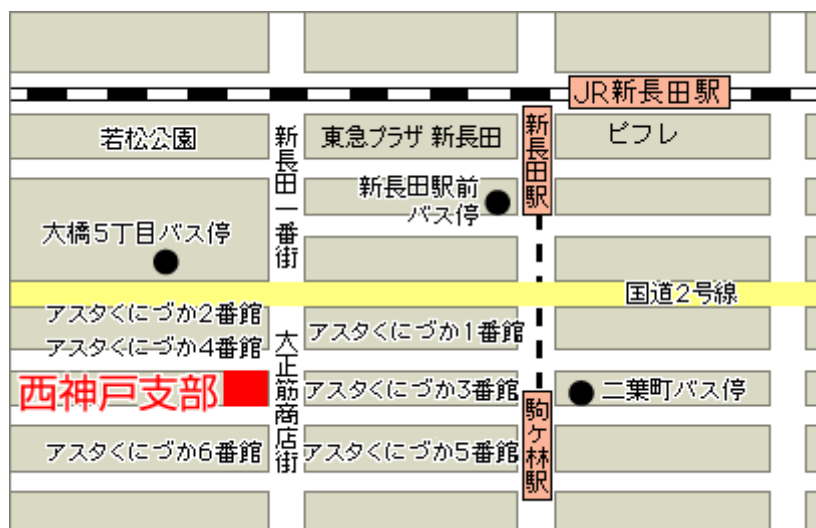 JR新長田駅
若松公園
新長田一番街
東急プラザ 新長田
新長田駅
ピフレ
新長田駅前
バス停
大橋5丁目バス停
国道2号線
アスタくにづか2番館
アスタくにづか4番館
大正筋商店街
アスタくにづか1番館
西神戸支部
アスタくにづか3番館
駒ヶ林駅
二葉町バス停
アスタくにづか6番館
アスタくにづか5番館